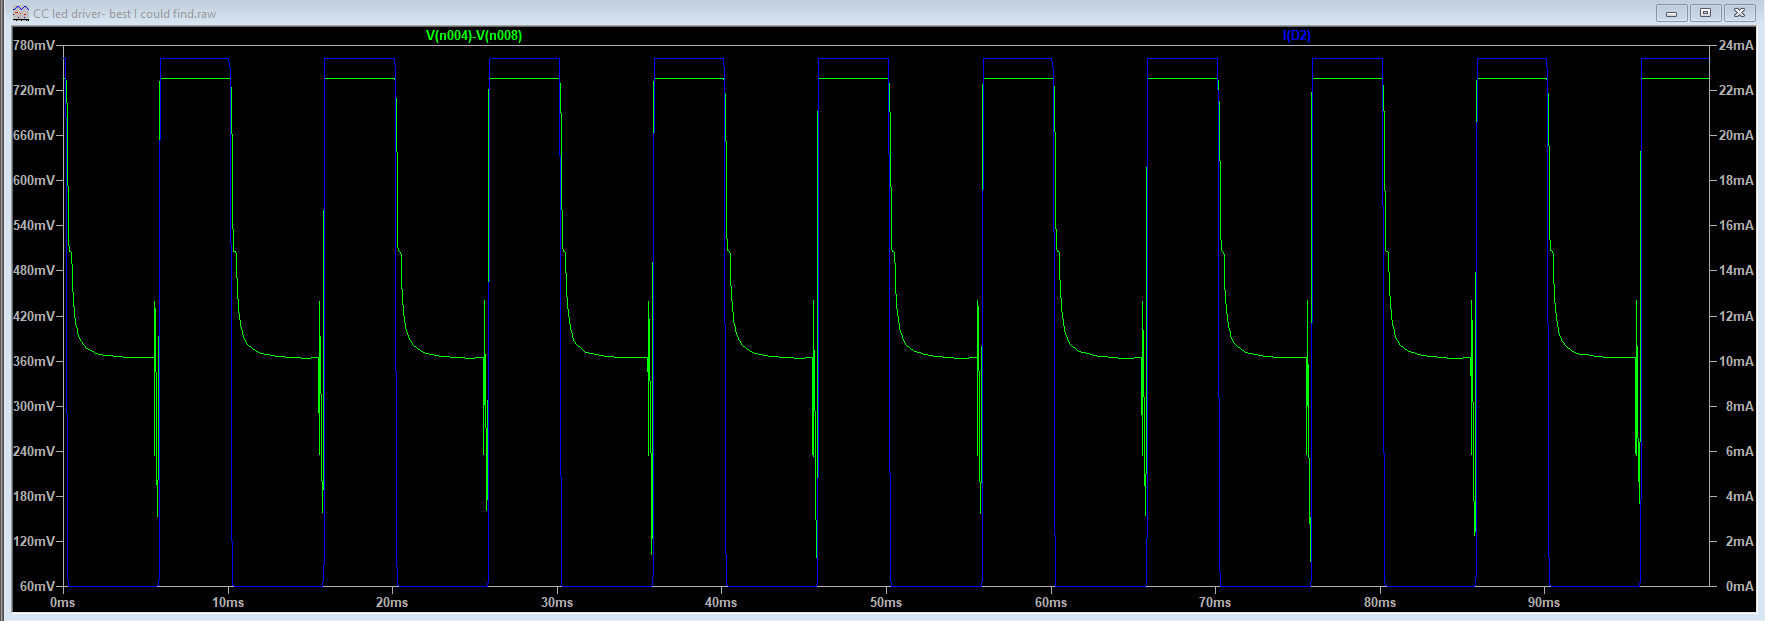 CC led driver- best I could find.raw
V(n004)-V(n008) I(D2)
780mV 24mA
720mV 22mA
660mV 20mA
600mV 18mA
540mV 16mA
480mV 14mA
420mV 12mA
360mV 10mA
300mV 8mA
240mV 6mA
180mV 4mA
120mV 2mA
60mV 0mA
0ms 10ms 20ms 30ms 40ms 50ms 60ms 70ms 80ms 90ms